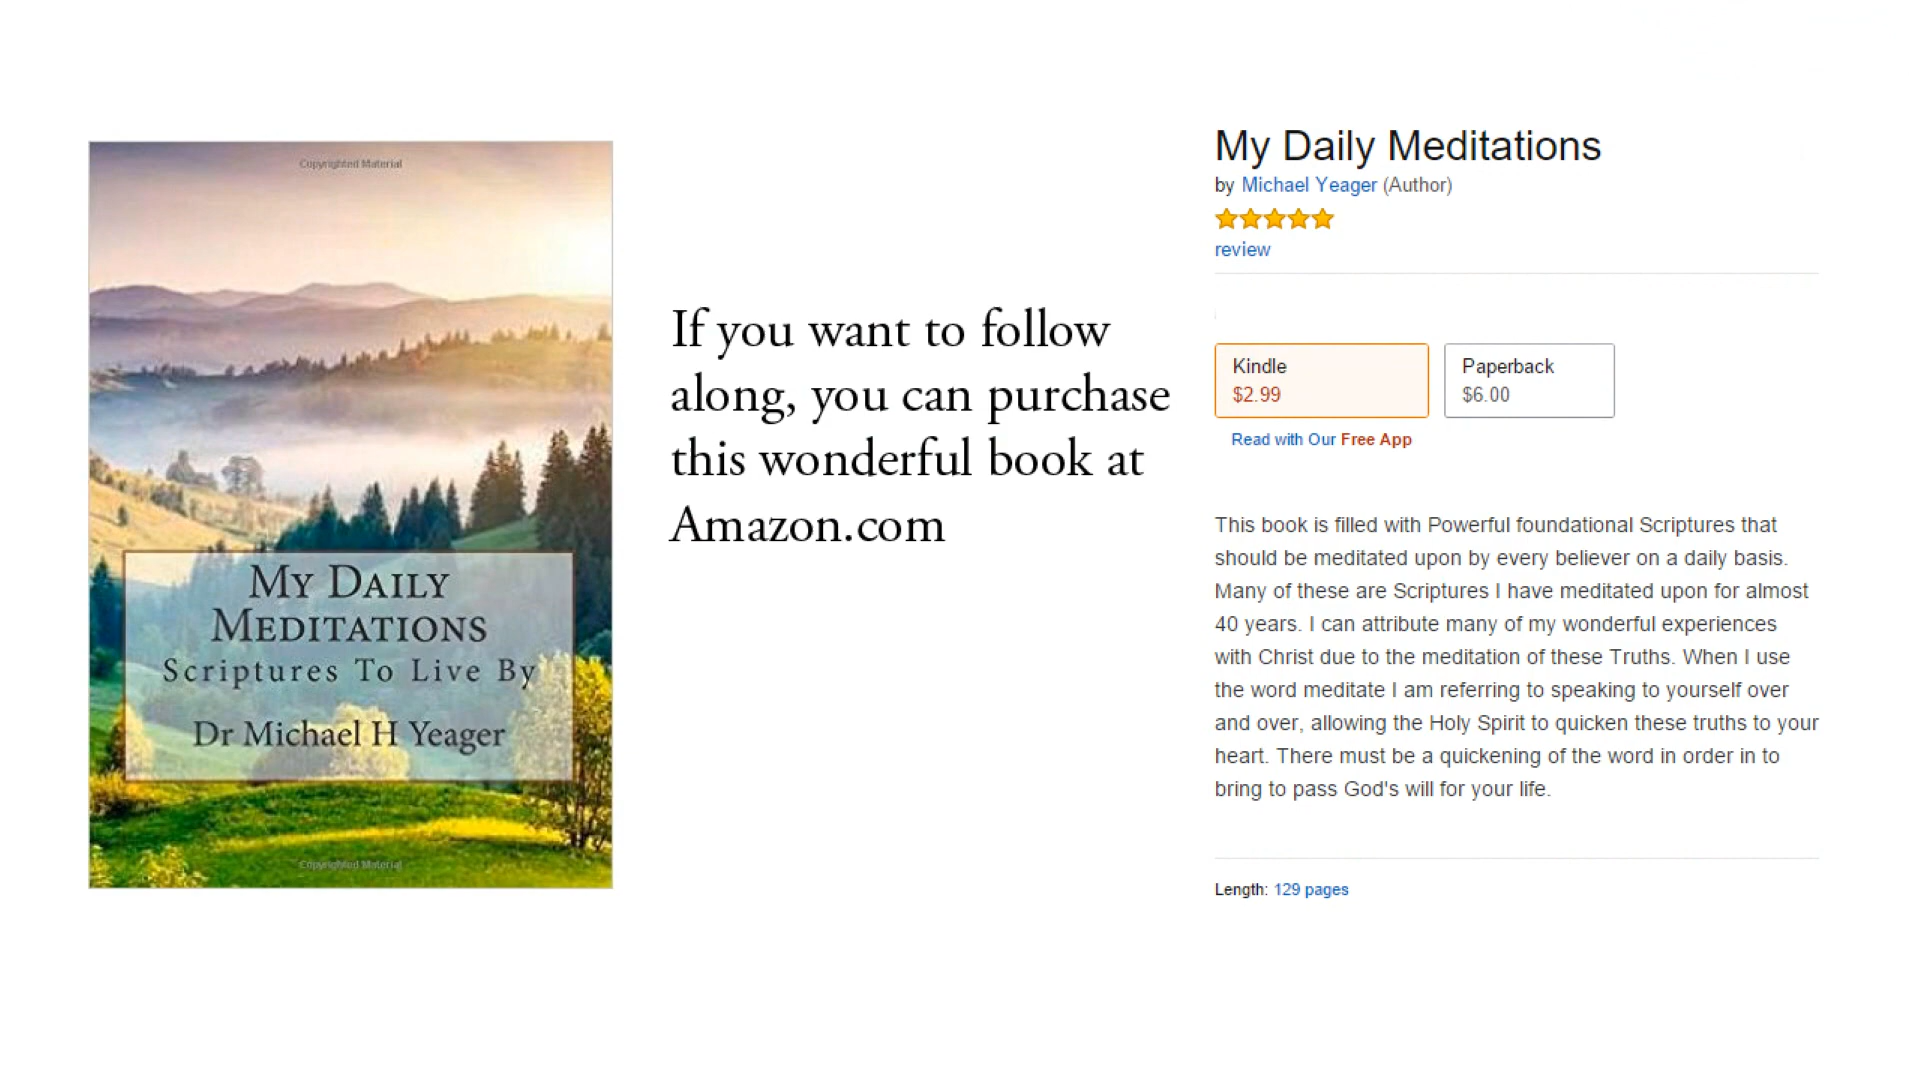 Copyrighted Material
My Daily
Meditations
Scriptures To Live By
Dr Michael H Yeager
Copyrighted Material
If you want to follow
along, you can purchase
this wonderful book at
Amazon.com
My Daily Meditations
by Michael Yeager (Author)
review
Kindle
$2.99
Paperback
$6.00
Read with Our Free App
This book is filled with Powerful foundational Scriptures that
should be meditated upon by every believer on a daily basis.
Many of these are Scriptures I have meditated upon for almost
40 years. I can attribute many of my wonderful experiences
with Christ due to the meditation of these Truths. When I use
the word meditate I am referring to speaking to yourself over
and over, allowing the Holy Spirit to quicken these truths to your
heart. There must be a quickening of the word in order in to
bring to pass God's will for your life.
Length: 129 pages